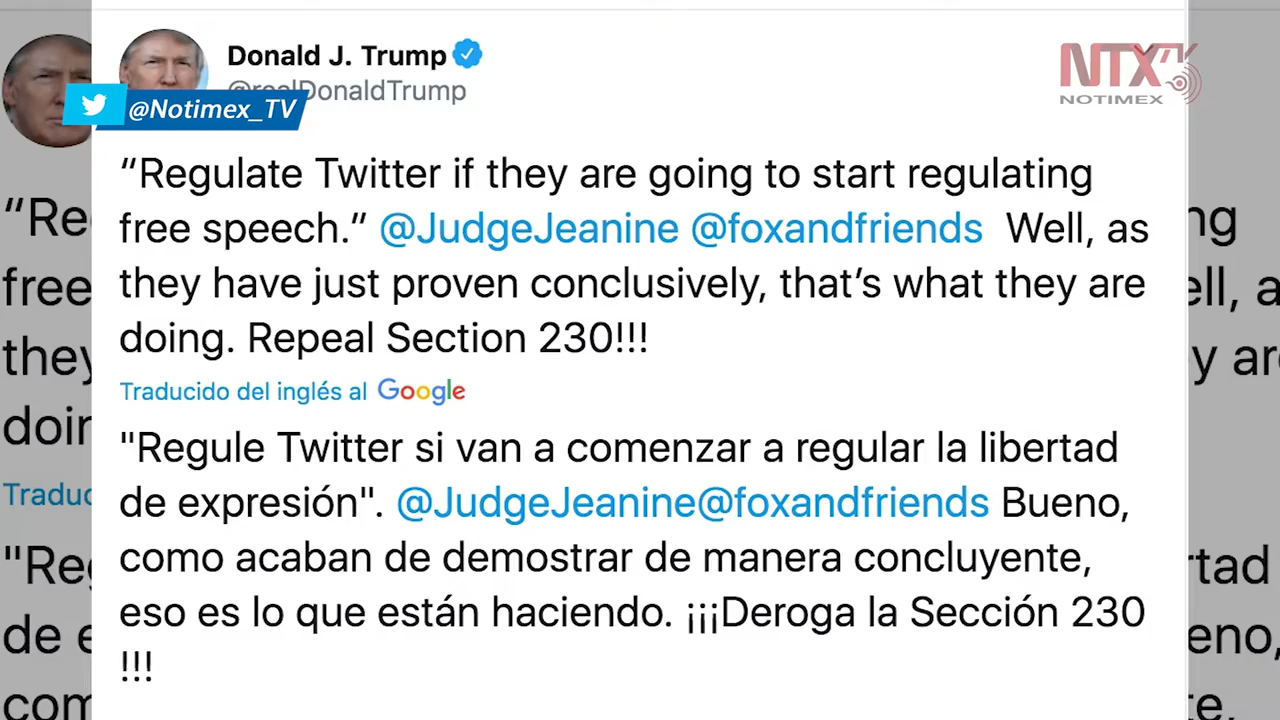 Donald J. Trump
@realDonaldTrump
@Notimex_TV
NTX TV
NOTIMEX
“Regulate Twitter if they are going to start regulating
free speech.” @JudgeJeanine @foxandfriends Well, as
they have just proven conclusively, that’s what they are
doing. Repeal Section 230!!!
Traducido del inglés al Google
"Regule Twitter si van a comenzar a regular la libertad
de expresión". @JudgeJeanine@foxandfriends Bueno,
como acaban de demostrar de manera concluyente,
eso es lo que están haciendo. ¡¡¡Deroga la Sección 230
!!!